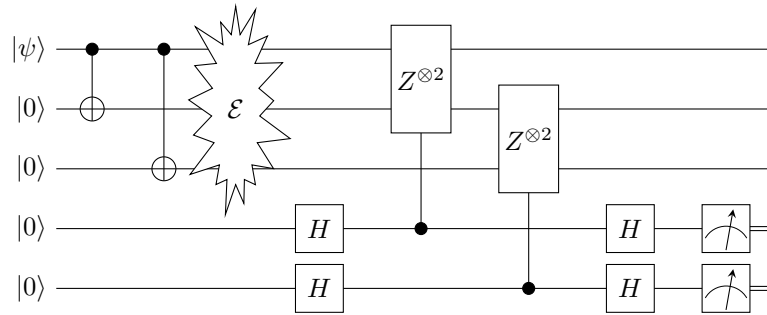 |ψ⟩
|0⟩ ℰ Z⊗2
|0⟩ Z⊗2
|0⟩ H H
|0⟩ H H